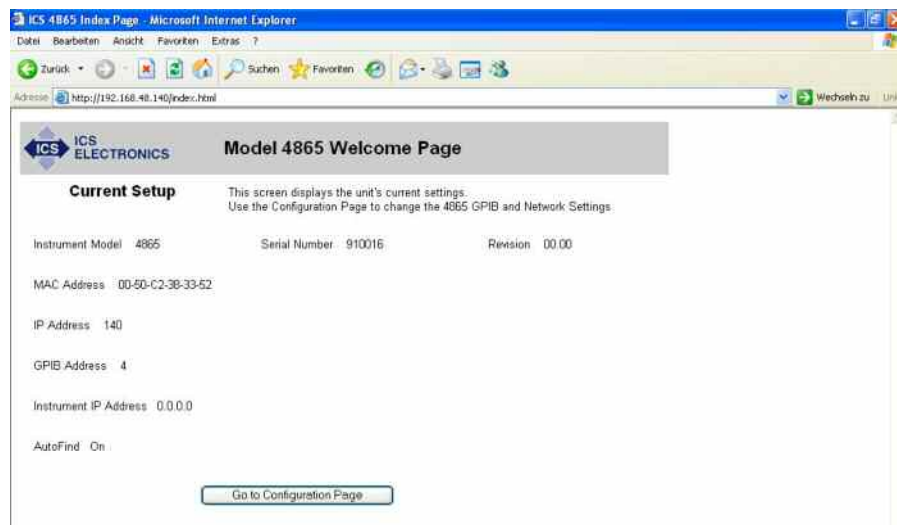 ICS 4865 Index Page - Microsoft Internet Explorer
Datei Bearbeiten Ansicht Favoriten Extras ?
Zurück Suchen Favoriten
Adresse http://192.168.48.140/index.html Wechseln zu
ICS ICS ELECTRONICS
Model 4865 Welcome Page
Current Setup
This screen displays the unit's current settings.
Use the Configuration Page to change the 4865 GPIB and Network Settings
Instrument Model 4865 Serial Number 910016 Revision 00.00
MAC Address 00-50-C2-38-33-52
IP Address 140
GPIB Address 4
Instrument IP Address 0.0.0.0
AutoFind On
Go to Configuration Page